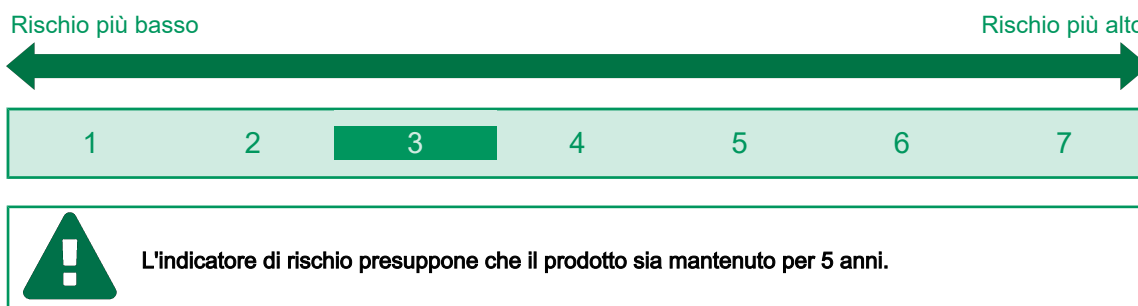 Rischio più basso Rischio più alto
1 2 3 4 5 6 7
L'indicatore di rischio presuppone che il prodotto sia mantenuto per 5 anni.